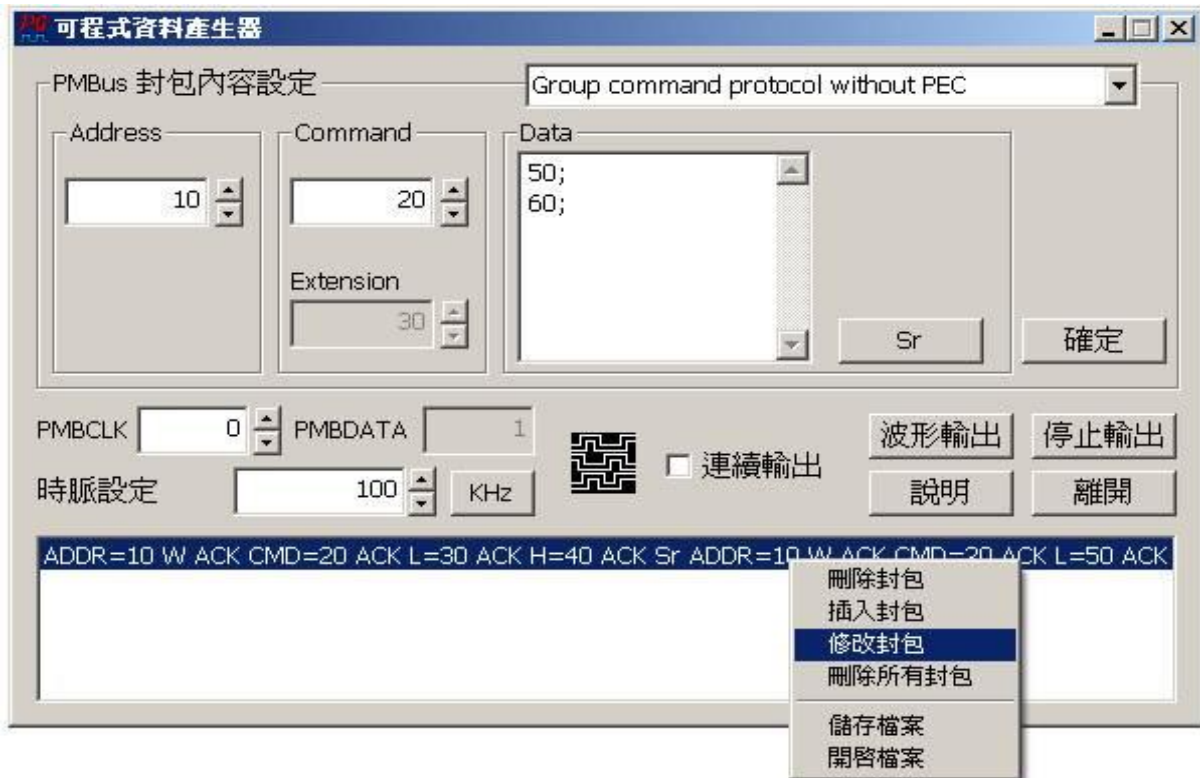 PG 可程式資料產生器
PMBus 封包內容設定
Group command protocol without PEC
Address
Command
Data
10
20
50;
60;
Extension
30
Sr
確定
PMBCLK 0 PMBDATA 1
連續輸出
波形輸出 停止輸出
時脈設定 100 KHz
說明 離開
ADDR=10 W ACK CMD=20 ACK L=30 ACK H=40 ACK Sr ADDR=10 W ACK CMD=20 ACK L=50 ACK
刪除封包
插入封包
修改封包
刪除所有封包
儲存檔案
開啓檔案